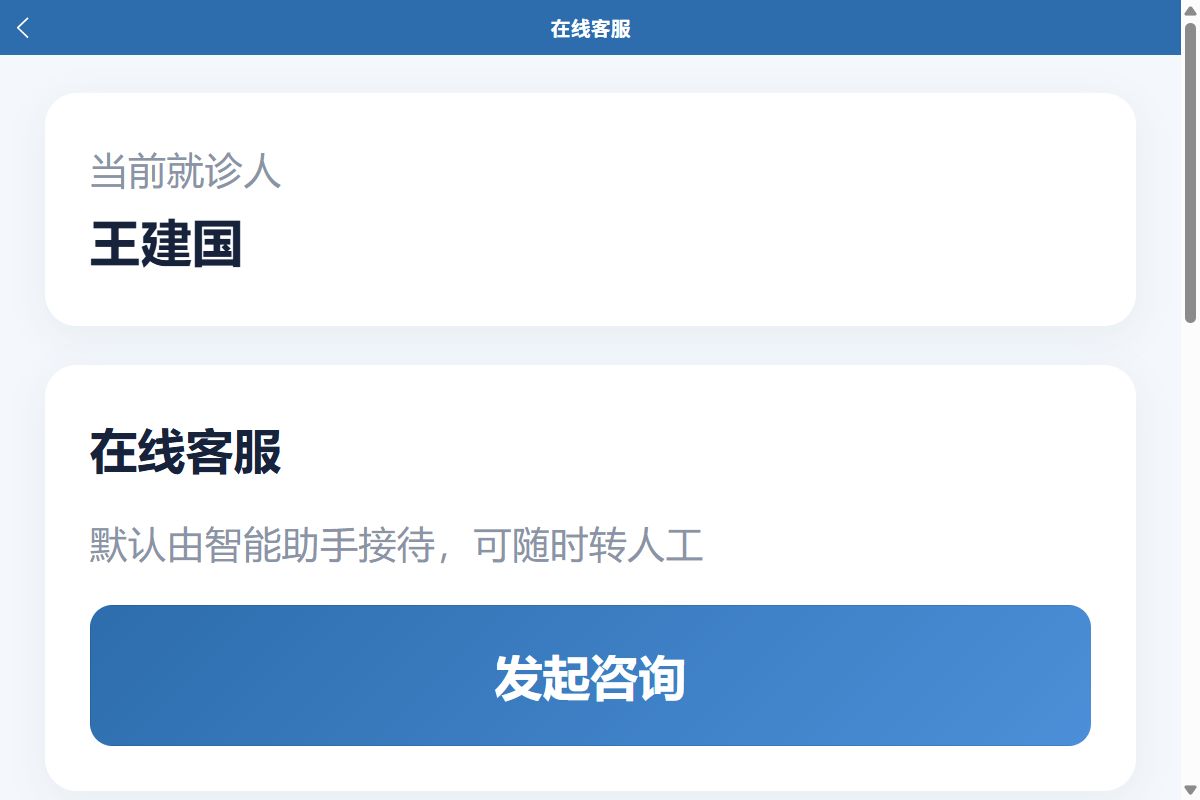 在线客服
当前就诊人
王建国
在线客服
默认由智能助手接待，可随时转人工
发起咨询